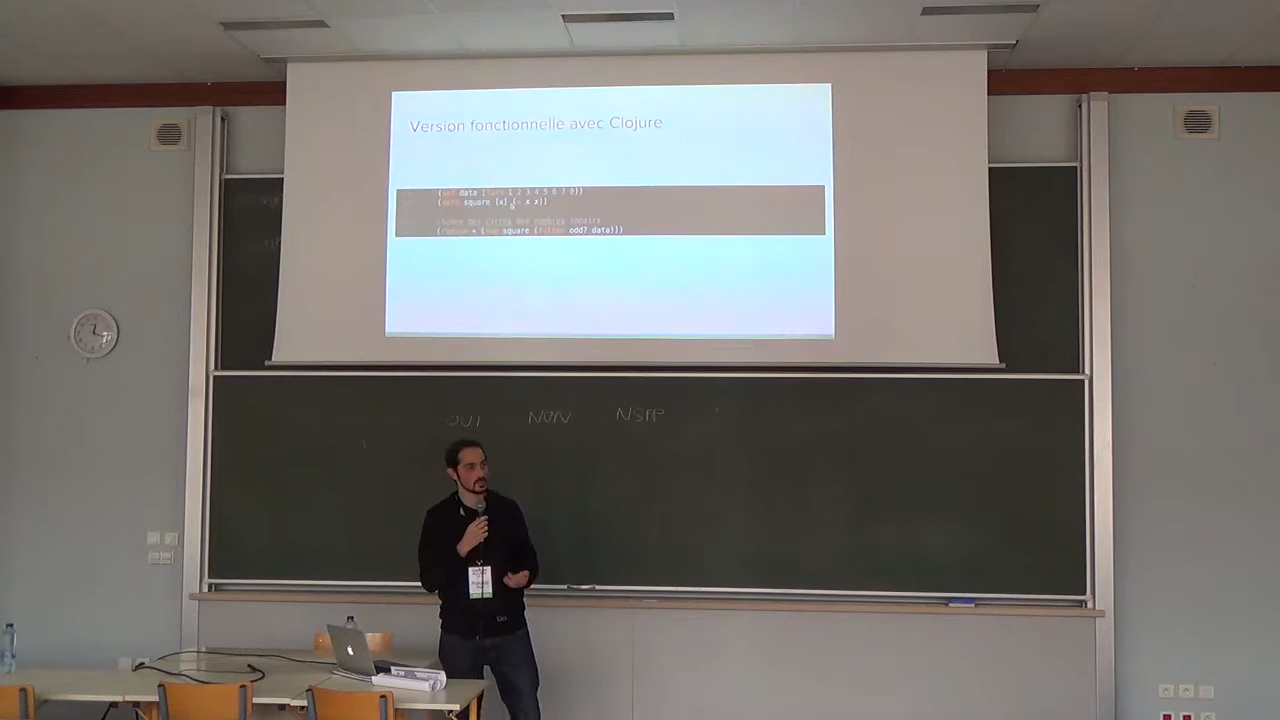 Version fonctionnelle avec Clojure
(def data (list 1 2 3 4 5 6 7 8))
(defn square [x] (* x x))
;Somme des carrés des nombres impairs
(reduce + (map square (filter odd? data)))
OUI NON NSPP